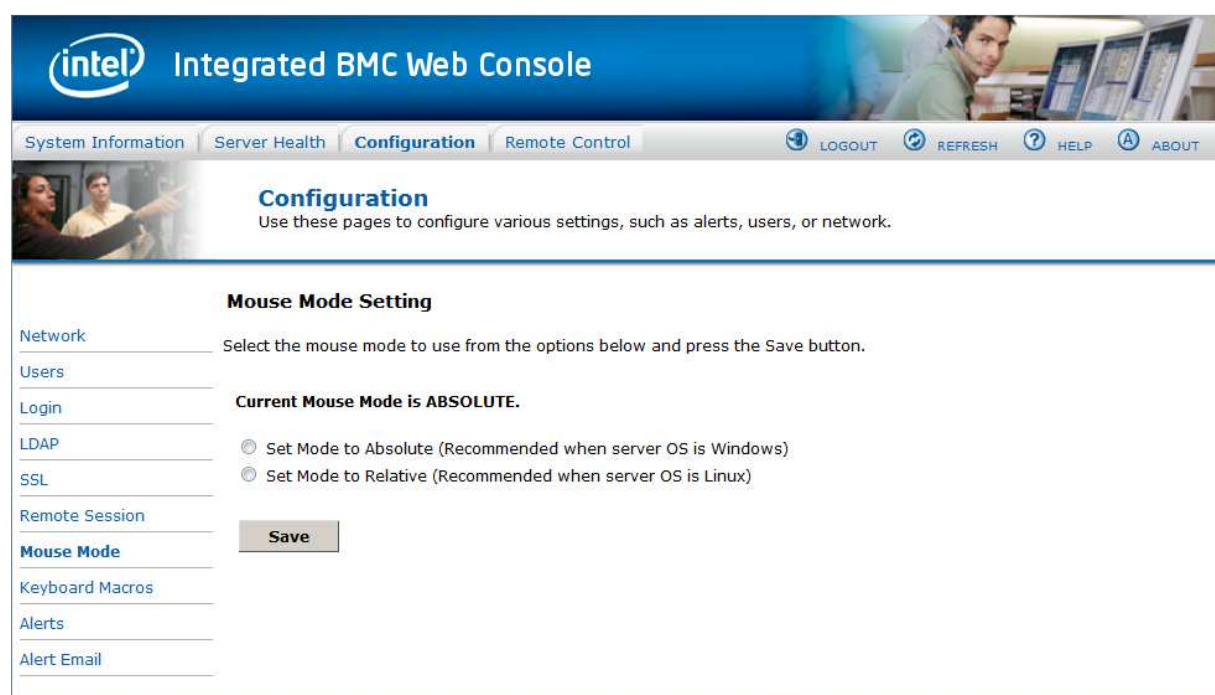 intel® Integrated BMC Web Console
System Information Server Health Configuration Remote Control LOGOUT REFRESH ? HELP A ABOUT
Configuration
Use these pages to configure various settings, such as alerts, users, or network.
Mouse Mode Setting
Select the mouse mode to use from the options below and press the Save button.
Current Mouse Mode is ABSOLUTE.
Set Mode to Absolute (Recommended when server OS is Windows)
Set Mode to Relative (Recommended when server OS is Linux)
Save
Network
Users
Login
LDAP
SSL
Remote Session
Mouse Mode
Keyboard Macros
Alerts
Alert Email